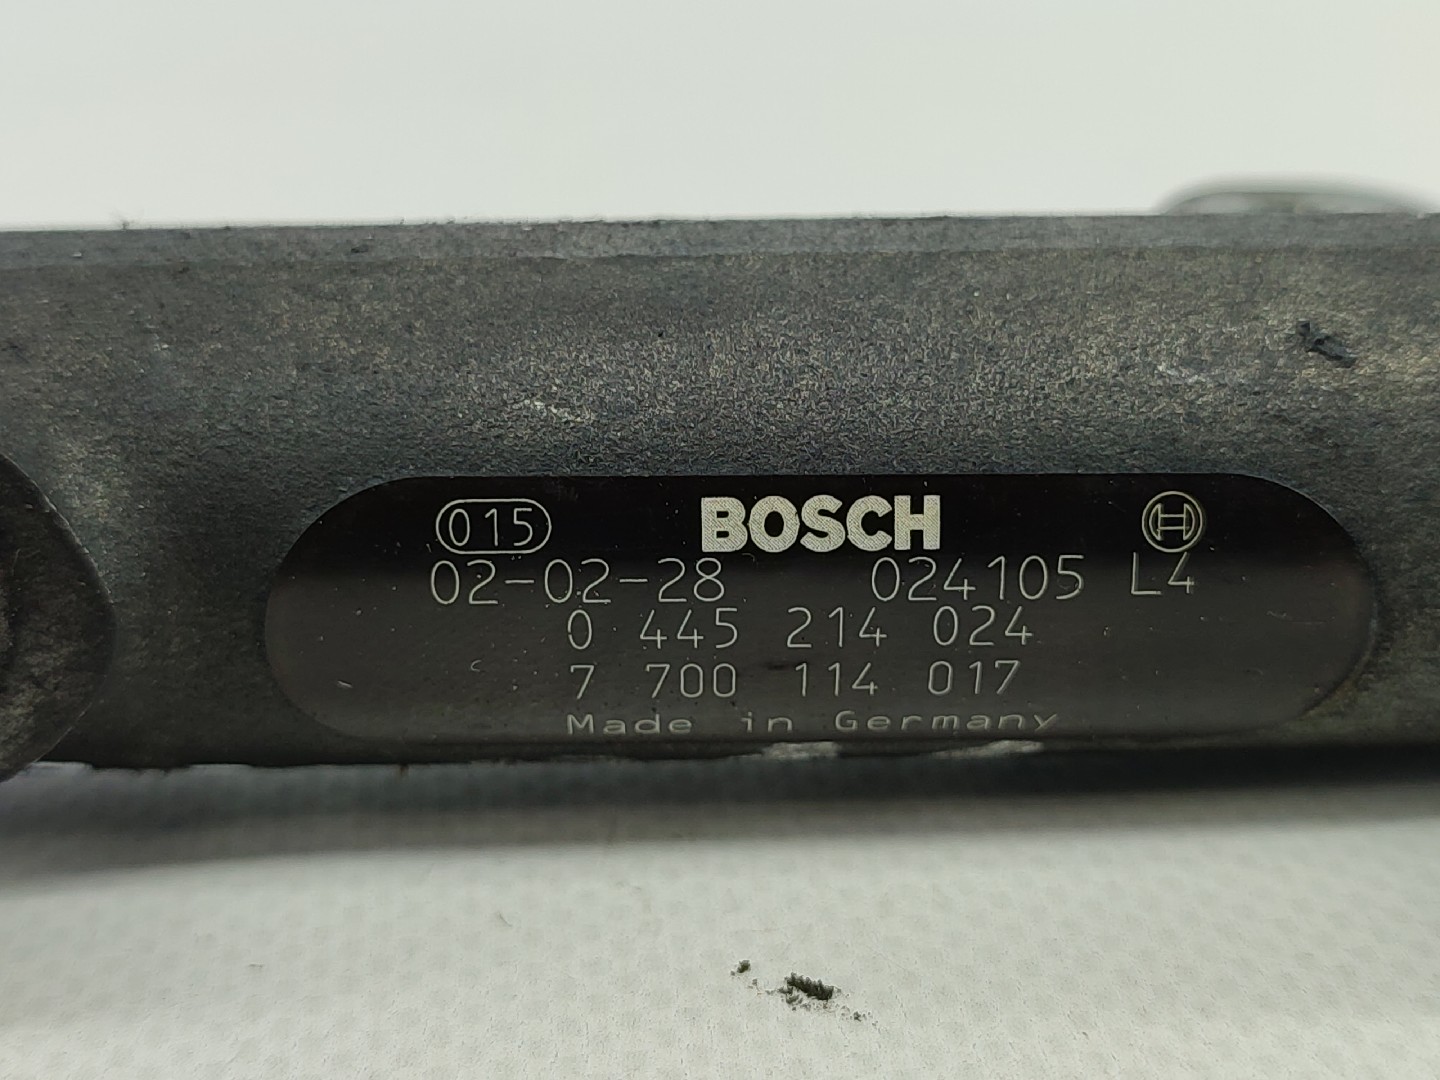 015 BOSCH
02-02-28 024105 L4
0 445 214 024
7 700 114 017
Made in Germany